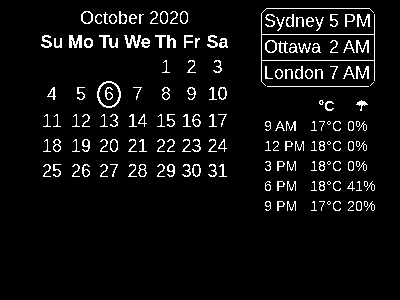 October 2020
Su Mo Tu We Th Fr Sa
1 2 3
4 5 6 7 8 9 10
11 12 13 14 15 16 17
18 19 20 21 22 23 24
25 26 27 28 29 30 31
Sydney 5 PM
Ottawa 2 AM
London 7 AM
°C ☂
9 AM 17°C 0%
12 PM 18°C 0%
3 PM 18°C 0%
6 PM 18°C 41%
9 PM 17°C 20%